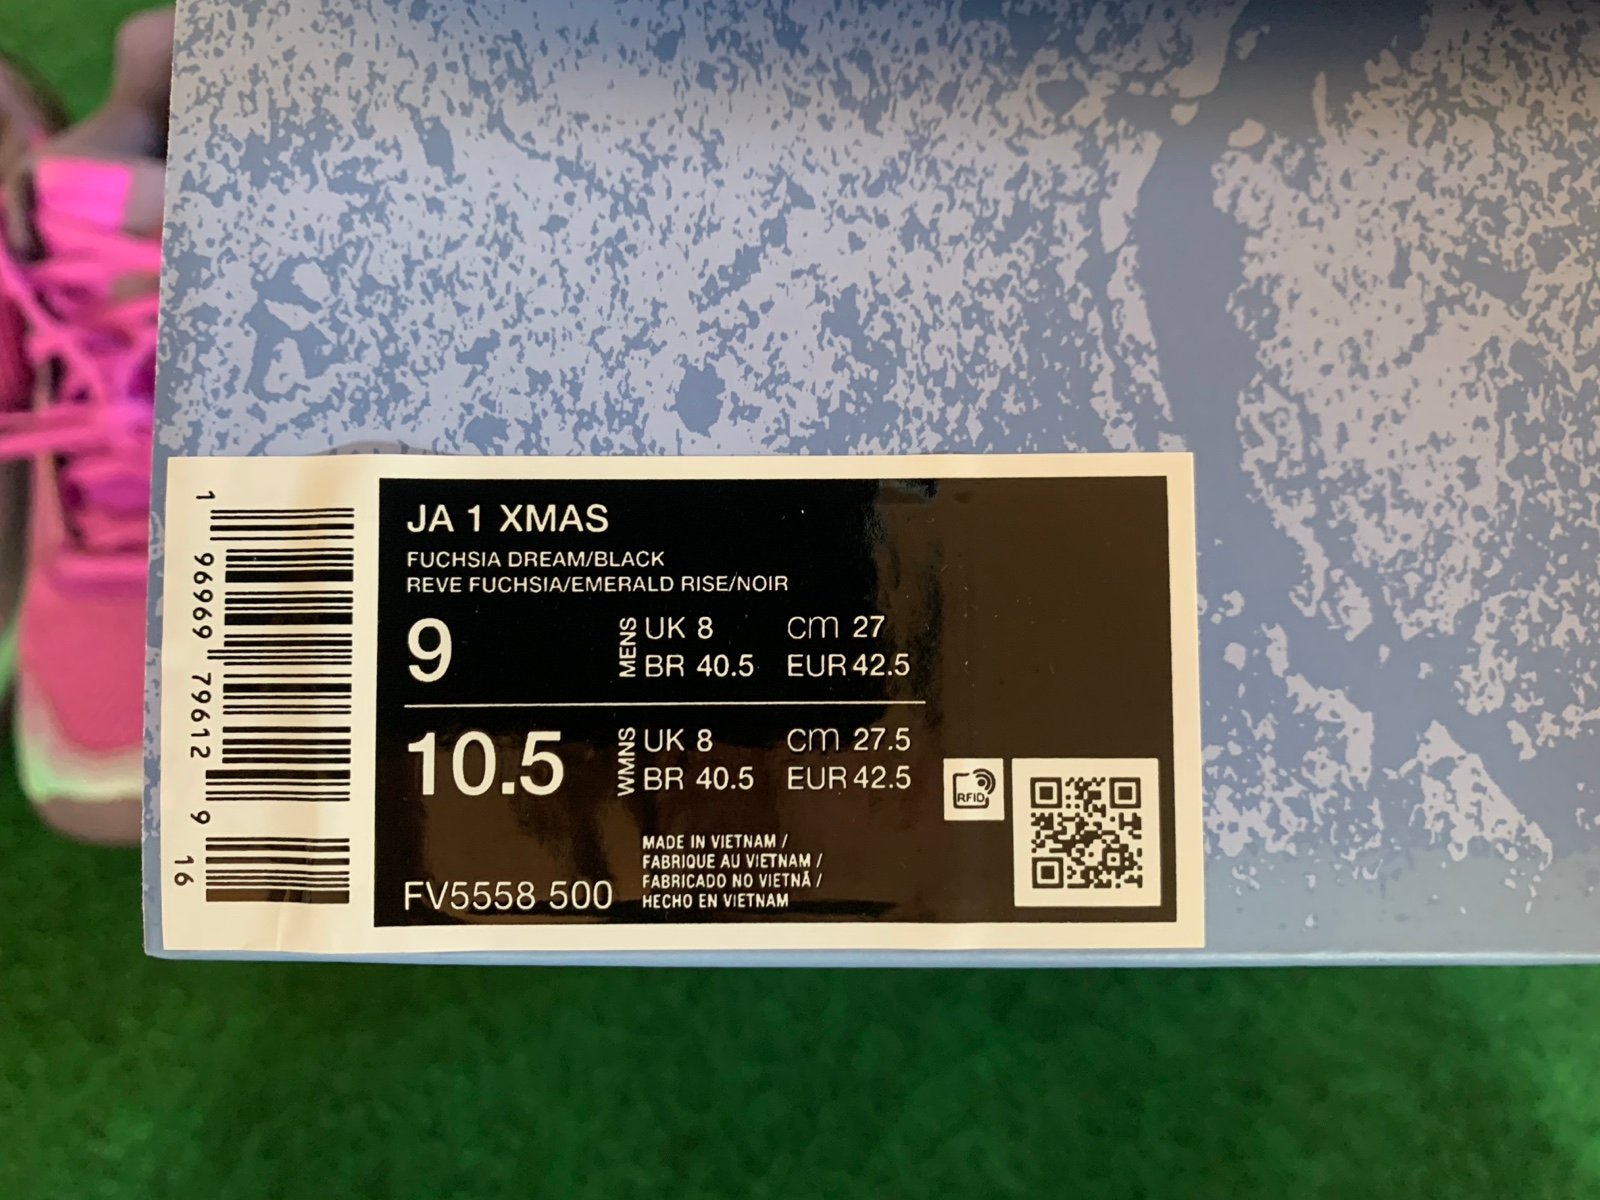 JA 1 XMAS
FUCHSIA DREAM/BLACK
REVE FUCHSIA/EMERALD RISE/NOIR
9
MENS
UK 8 CM 27
BR 40.5 EUR 42.5
10.5
WMNS
UK 8 CM 27.5
BR 40.5 EUR 42.5
RFID
MADE IN VIETNAM /
FABRIQUE AU VIETNAM /
FABRICADO NO VIETNÃ /
HECHO EN VIETNAM
FV5558 500
1 96969 79612 9
16